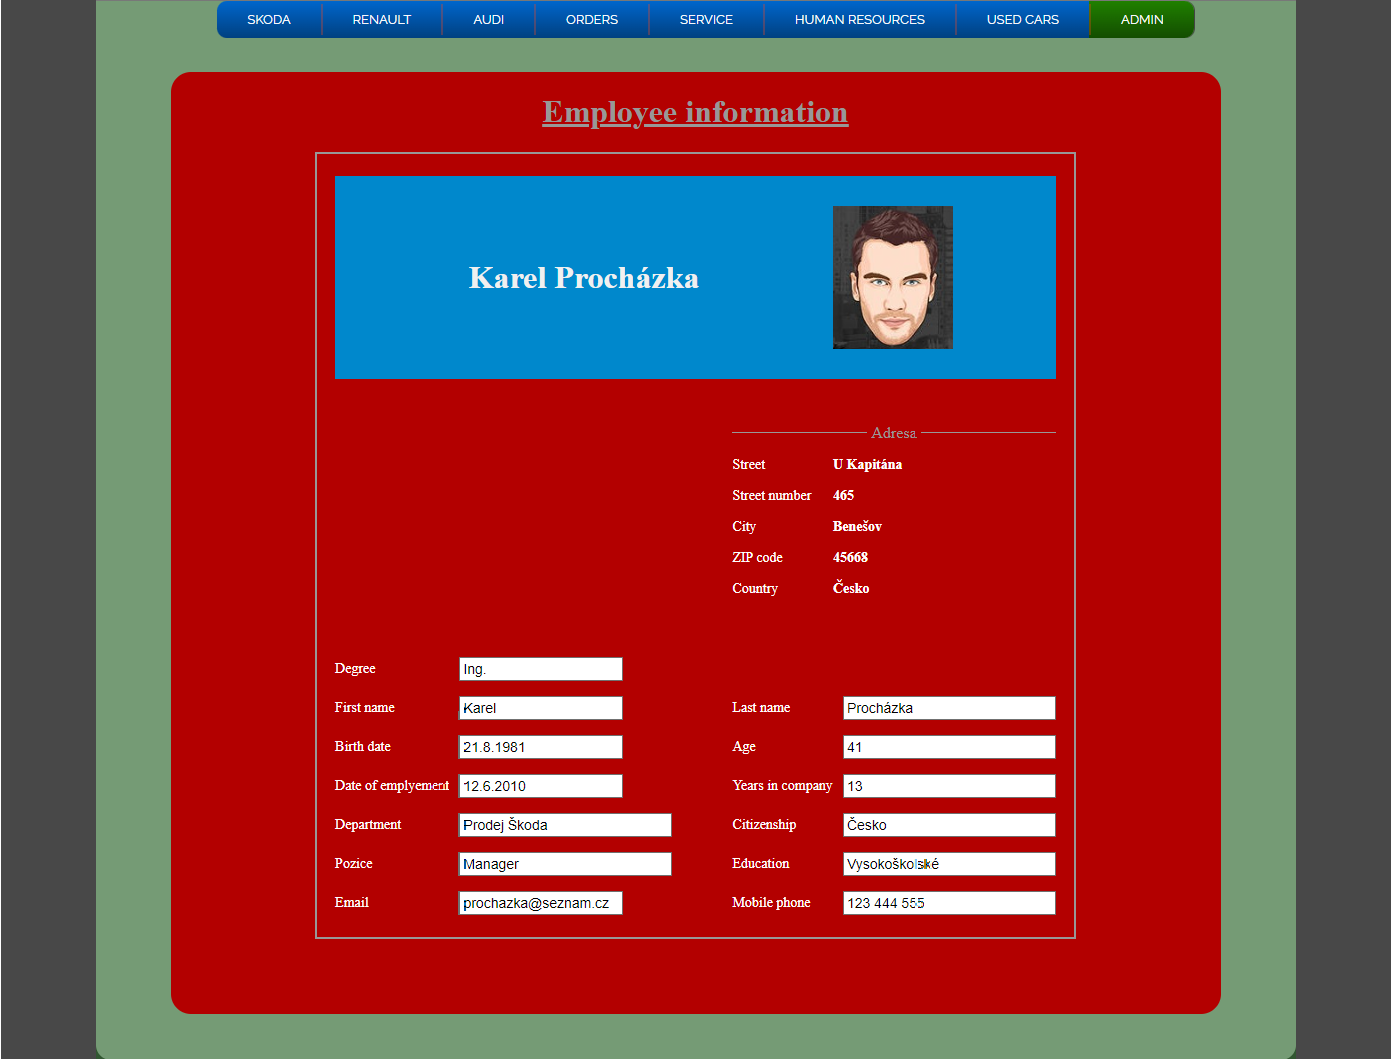 SKODA RENAULT AUDI ORDERS SERVICE HUMAN RESOURCES USED CARS ADMIN
Employee information
Karel Procházka
Adresa
Street U Kapitána
Street number 465
City Benešov
ZIP code 45668
Country Česko
Degree Ing.
First name Karel Last name Procházka
Birth date 21.8.1981 Age 41
Date of emplyement 12.6.2010 Years in company 13
Department Prodej Škoda Citizenship Česko
Pozice Manager Education Vysokoškolské
Email prochazka@seznam.cz Mobile phone 123 444 555